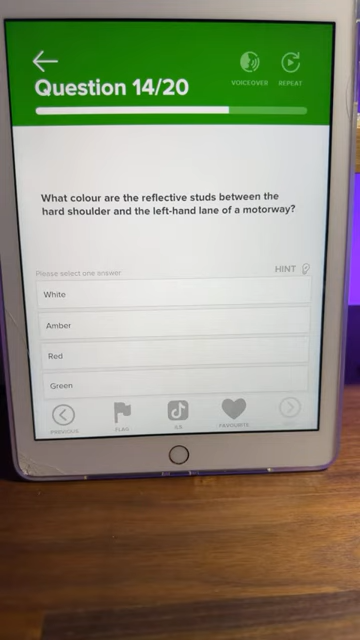 VOICEOVER REPEAT
Question 14/20
What colour are the reflective studs between the
hard shoulder and the left-hand lane of a motorway?
Please select one answer
HINT
White
Amber
Red
Green
PREVIOUS FLAG FAVOURITE